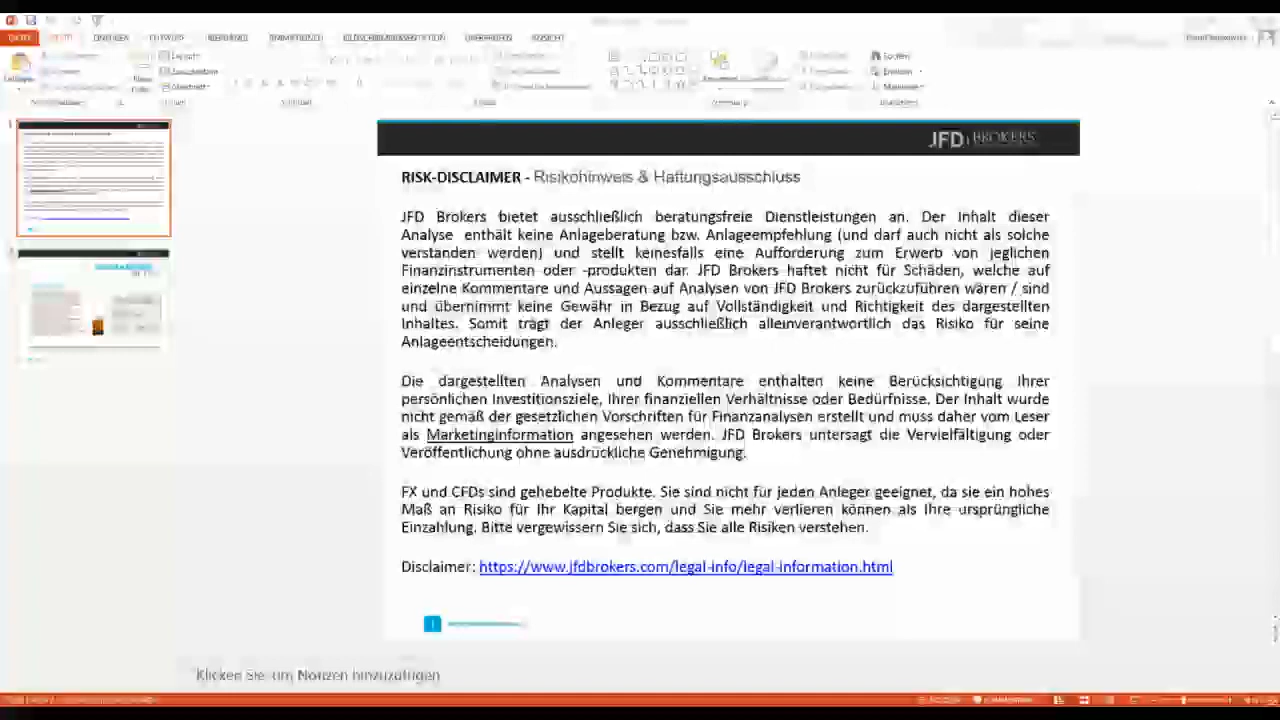 DATEI
JFD BROKERS
RISK-DISCLAIMER - Risikohinweis & Haftungsausschluss
JFD Brokers bietet ausschließlich beratungsfreie Dienstleistungen an. Der Inhalt dieser
Analyse enthält keine Anlageberatung bzw. Anlageempfehlung (und darf auch nicht als solche
verstanden werden) und stellt keinesfalls eine Aufforderung zum Erwerb von jeglichen
Finanzinstrumenten oder -produkten dar. JFD Brokers haftet nicht für Schäden, welche auf
einzelne Kommentare und Aussagen auf Analysen von JFD Brokers zurückzuführen wären / sind
und übernimmt keine Gewähr in Bezug auf Vollständigkeit und Richtigkeit des dargestellten
Inhaltes. Somit trägt der Anleger ausschließlich alleinverantwortlich das Risiko für seine
Anlageentscheidungen.
Die dargestellten Analysen und Kommentare enthalten keine Berücksichtigung Ihrer
persönlichen Investitionsziele, Ihrer finanziellen Verhältnisse oder Bedürfnisse. Der Inhalt wurde
nicht gemäß der gesetzlichen Vorschriften für Finanzanalysen erstellt und muss daher vom Leser
als Marketinginformation angesehen werden. JFD Brokers untersagt die Vervielfältigung oder
Veröffentlichung ohne ausdrückliche Genehmigung.
FX und CFDs sind gehebelte Produkte. Sie sind nicht für jeden Anleger geeignet, da sie ein hohes
Maß an Risiko für Ihr Kapital bergen und Sie mehr verlieren können als Ihre ursprüngliche
Einzahlung. Bitte vergewissern Sie sich, dass Sie alle Risiken verstehen.
Disclaimer: https://www.jfdbrokers.com/legal-info/legal-information.html
1
Klicken Sie, um Notizen hinzuzufügen